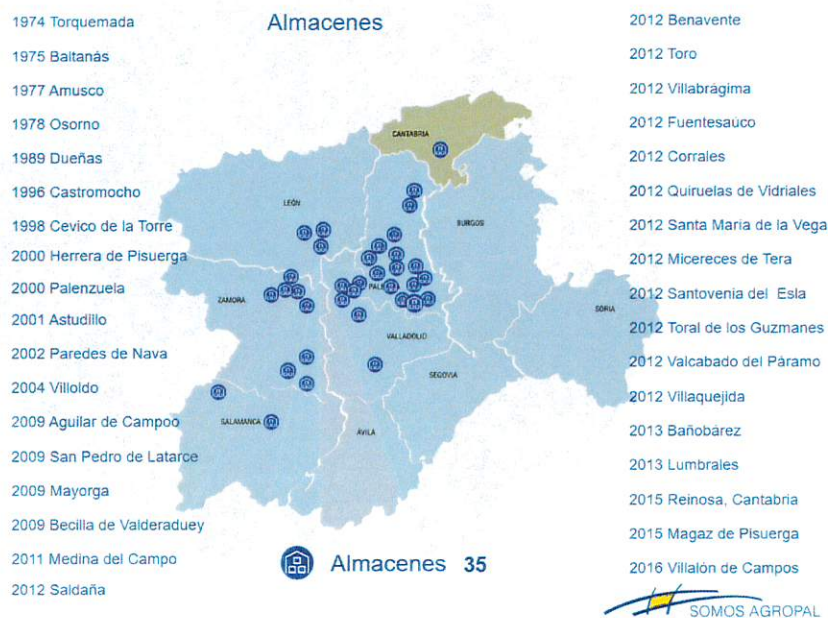 Almacenes
1974 Torquemada
1975 Baltanás
1977 Amusco
1978 Osorno
1989 Dueñas
1996 Castromocho
1998 Cevico de la Torre
2000 Herrera de Pisuerga
2000 Palenzuela
2001 Astudillo
2002 Paredes de Nava
2004 Villoldo
2009 Aguilar de Campoo
2009 San Pedro de Latarce
2009 Mayorga
2009 Becilla de Valderaduey
2011 Medina del Campo
2012 Saldaña
CANTABRIA
LEÓN
BURGOS
ZAMORA
VALLADOLID
SORIA
SEGOVIA
SALAMANCA
ÁVILA
Almacenes 35
2012 Benavente
2012 Toro
2012 Villabrágima
2012 Fuentesaúco
2012 Corrales
2012 Quiruelas de Vidriales
2012 Santa María de la Vega
2012 Micereces de Tera
2012 Santovenia del Esla
2012 Toral de los Guzmanes
2012 Valcabado del Páramo
2012 Villaquejida
2013 Bañobárez
2013 Lumbrales
2015 Reinosa, Cantabria
2015 Magaz de Pisuerga
2016 Villalón de Campos
SOMOS AGROPAL